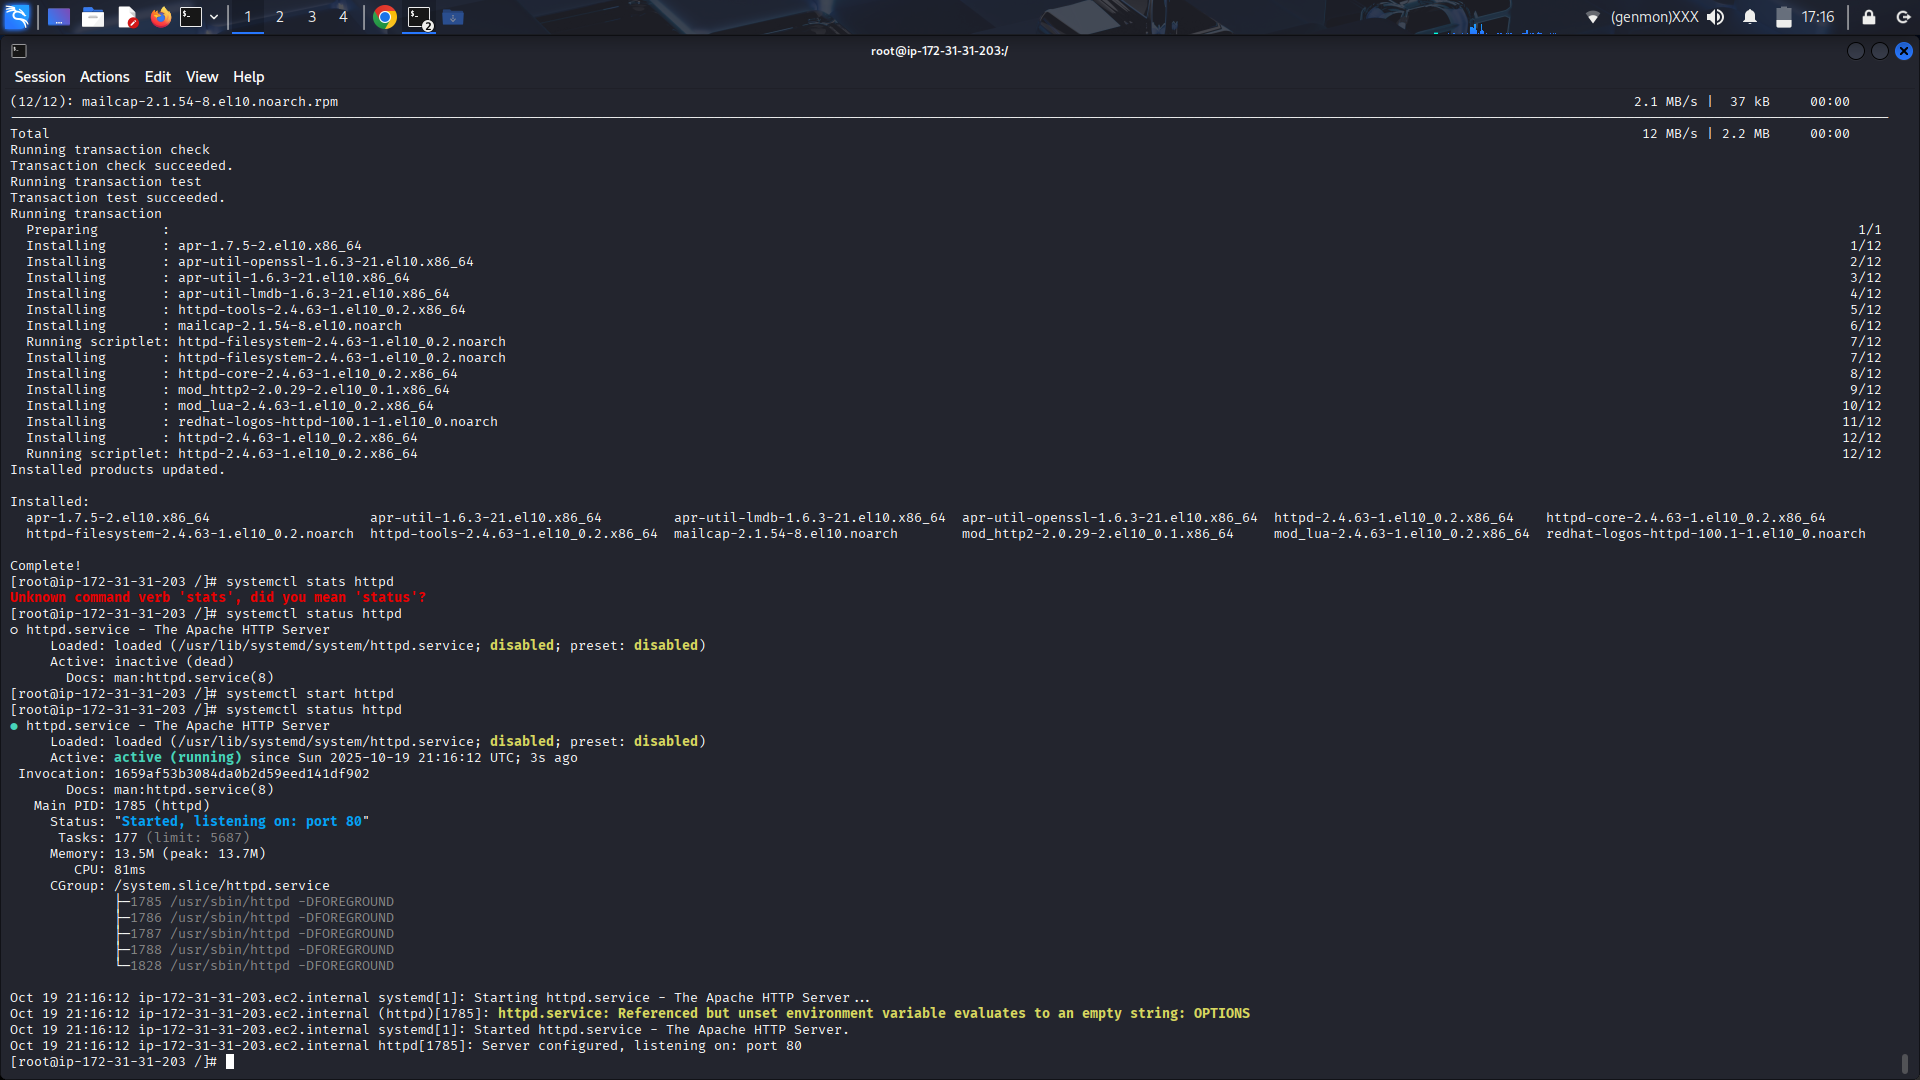 1 2 3 4 2 (genmon)XXX 17:16
root@ip-172-31-31-203:/
Session Actions Edit View Help
(12/12): mailcap-2.1.54-8.el10.noarch.rpm 2.1 MB/s | 37 kB 00:00
Total 12 MB/s | 2.2 MB 00:00
Running transaction check
Transaction check succeeded.
Running transaction test
Transaction test succeeded.
Running transaction
Preparing : 1/1
Installing : apr-1.7.5-2.el10.x86_64 1/12
Installing : apr-util-openssl-1.6.3-21.el10.x86_64 2/12
Installing : apr-util-1.6.3-21.el10.x86_64 3/12
Installing : apr-util-lmdb-1.6.3-21.el10.x86_64 4/12
Installing : httpd-tools-2.4.63-1.el10_0.2.x86_64 5/12
Installing : mailcap-2.1.54-8.el10.noarch 6/12
Running scriptlet: httpd-filesystem-2.4.63-1.el10_0.2.noarch 7/12
Installing : httpd-filesystem-2.4.63-1.el10_0.2.noarch 7/12
Installing : httpd-core-2.4.63-1.el10_0.2.x86_64 8/12
Installing : mod_http2-2.0.29-2.el10_0.1.x86_64 9/12
Installing : mod_lua-2.4.63-1.el10_0.2.x86_64 10/12
Installing : redhat-logos-httpd-100.1-1.el10_0.noarch 11/12
Installing : httpd-2.4.63-1.el10_0.2.x86_64 12/12
Running scriptlet: httpd-2.4.63-1.el10_0.2.x86_64 12/12
Installed products updated.
Installed:
apr-1.7.5-2.el10.x86_64 apr-util-1.6.3-21.el10.x86_64 apr-util-lmdb-1.6.3-21.el10.x86_64 apr-util-openssl-1.6.3-21.el10.x86_64 httpd-2.4.63-1.el10_0.2.x86_64 httpd-core-2.4.63-1.el10_0.2.x86_64
httpd-filesystem-2.4.63-1.el10_0.2.noarch httpd-tools-2.4.63-1.el10_0.2.x86_64 mailcap-2.1.54-8.el10.noarch mod_http2-2.0.29-2.el10_0.1.x86_64 mod_lua-2.4.63-1.el10_0.2.x86_64 redhat-logos-httpd-100.1-1.el10_0.noarch
Complete!
[root@ip-172-31-31-203 /]# systemctl stats httpd
Unknown command verb 'stats', did you mean 'status'?
[root@ip-172-31-31-203 /]# systemctl status httpd
○ httpd.service - The Apache HTTP Server
Loaded: loaded (/usr/lib/systemd/system/httpd.service; disabled; preset: disabled)
Active: inactive (dead)
Docs: man:httpd.service(8)
[root@ip-172-31-31-203 /]# systemctl start httpd
[root@ip-172-31-31-203 /]# systemctl status httpd
● httpd.service - The Apache HTTP Server
Loaded: loaded (/usr/lib/systemd/system/httpd.service; disabled; preset: disabled)
Active: active (running) since Sun 2025-10-19 21:16:12 UTC; 3s ago
Invocation: 1659af53b3084da0b2d59eed141df902
Docs: man:httpd.service(8)
Main PID: 1785 (httpd)
Status: "Started, listening on: port 80"
Tasks: 177 (limit: 5687)
Memory: 13.5M (peak: 13.7M)
CPU: 81ms
CGroup: /system.slice/httpd.service
├─1785 /usr/sbin/httpd -DFOREGROUND
├─1786 /usr/sbin/httpd -DFOREGROUND
├─1787 /usr/sbin/httpd -DFOREGROUND
├─1788 /usr/sbin/httpd -DFOREGROUND
└─1828 /usr/sbin/httpd -DFOREGROUND
Oct 19 21:16:12 ip-172-31-31-203.ec2.internal systemd[1]: Starting httpd.service - The Apache HTTP Server...
Oct 19 21:16:12 ip-172-31-31-203.ec2.internal (httpd)[1785]: httpd.service: Referenced but unset environment variable evaluates to an empty string: OPTIONS
Oct 19 21:16:12 ip-172-31-31-203.ec2.internal systemd[1]: Started httpd.service - The Apache HTTP Server.
Oct 19 21:16:12 ip-172-31-31-203.ec2.internal httpd[1785]: Server configured, listening on: port 80
[root@ip-172-31-31-203 /]#